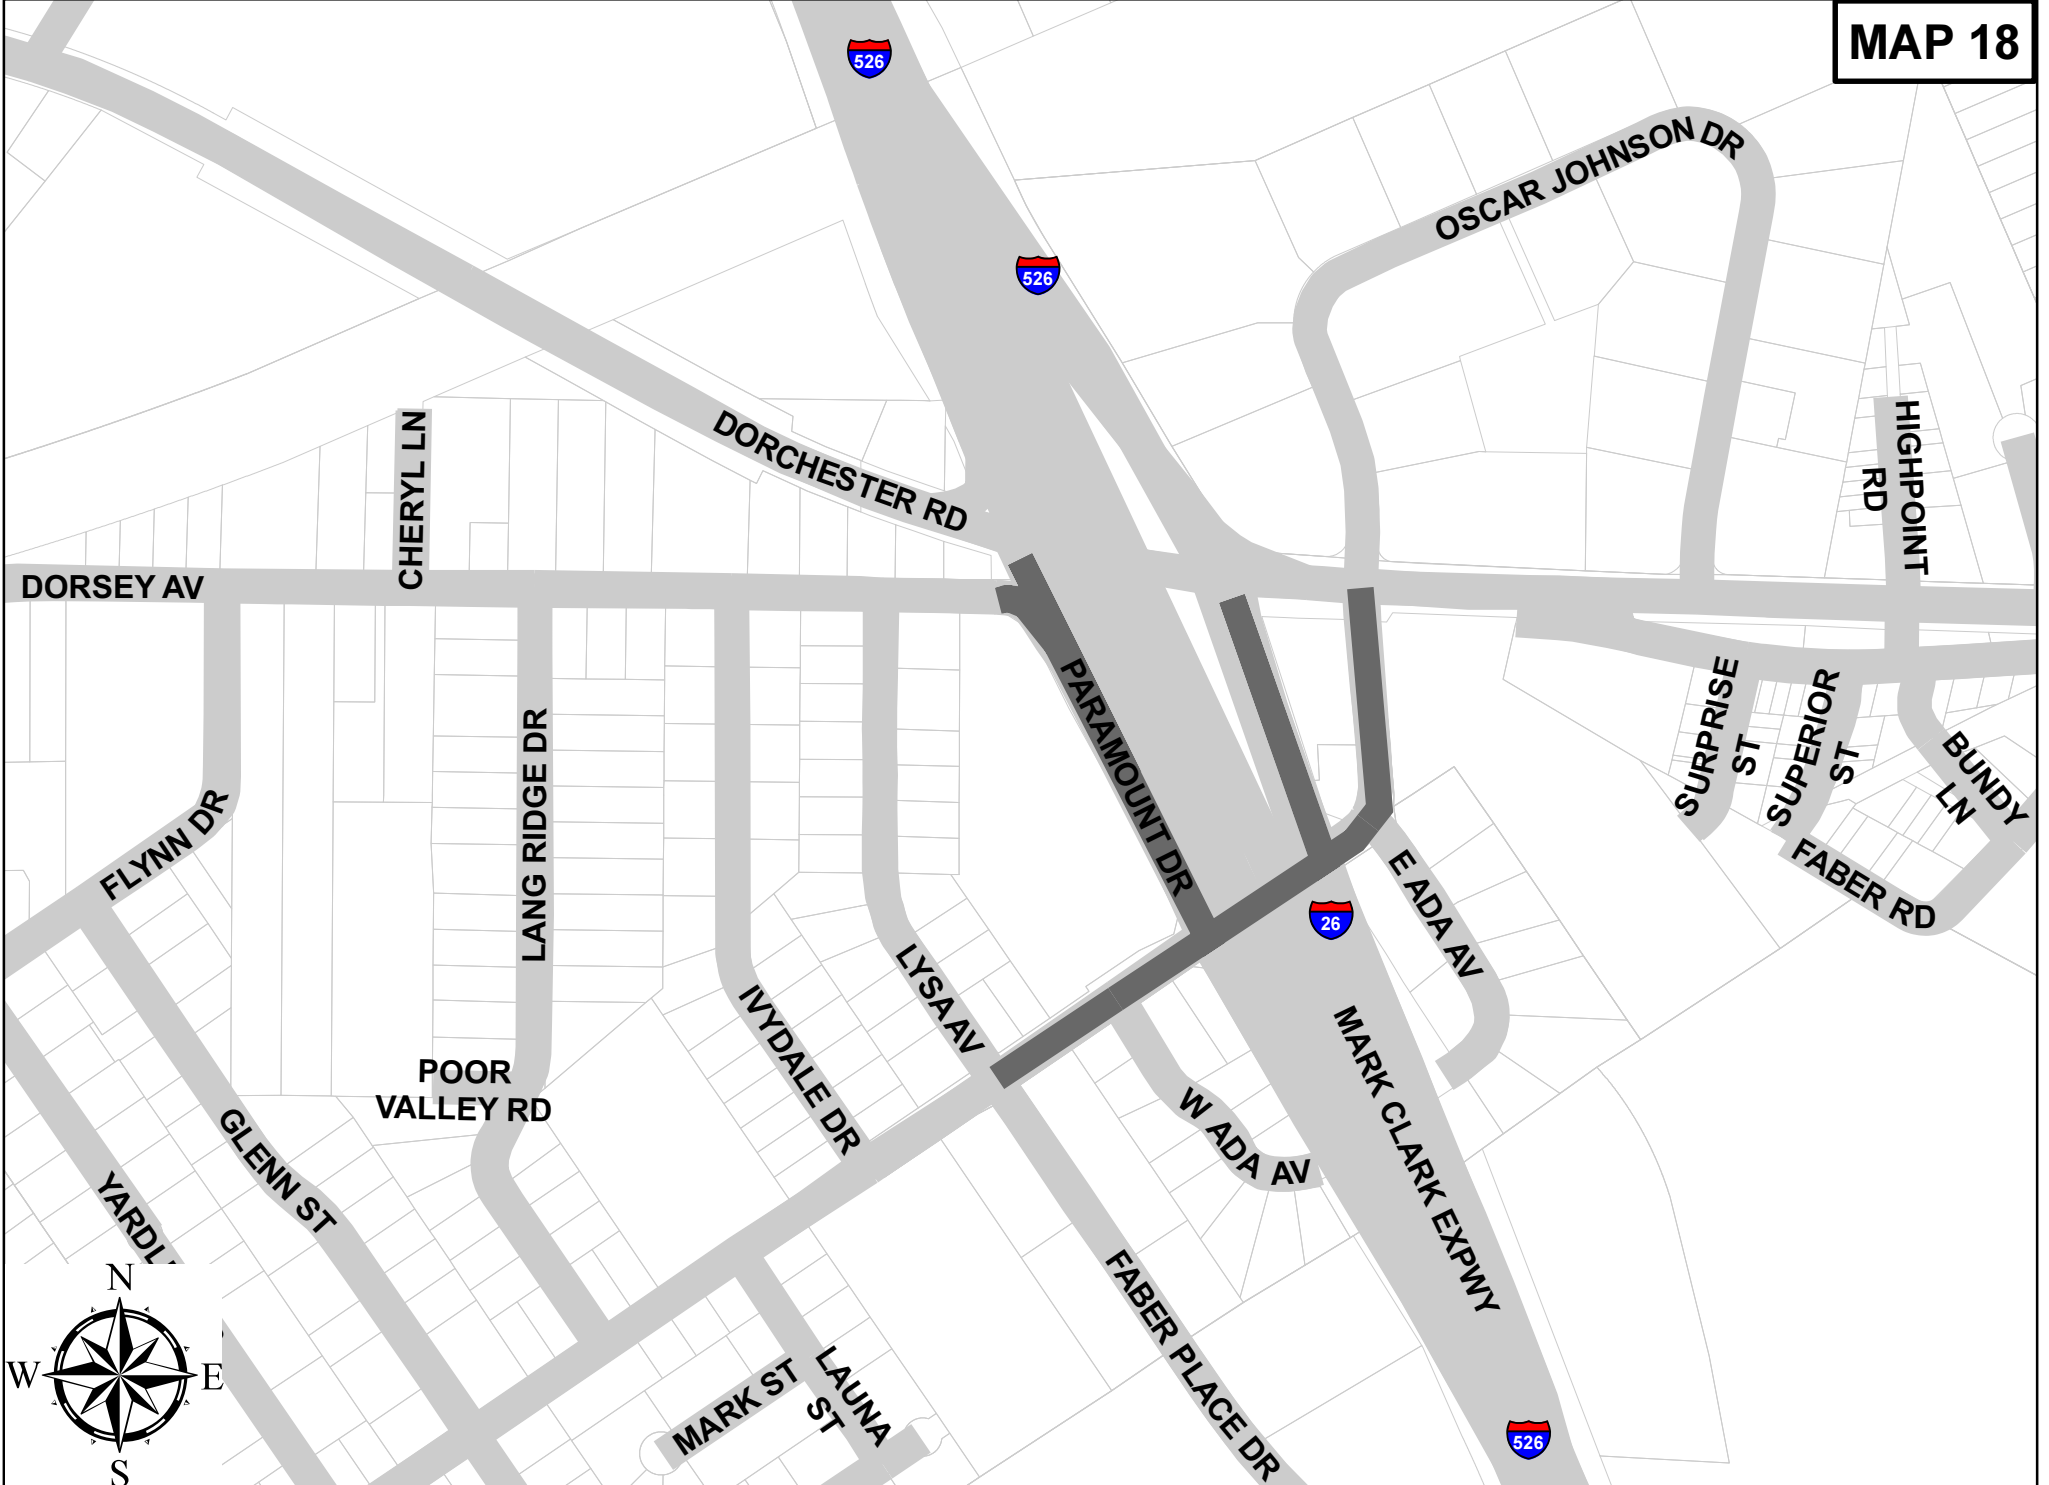 MAP 18
526
526
OSCAR JOHNSON DR
DORCHESTER RD
CHERYL LN
HIGHPOINT
RD
DORSEY AV
PARAMOUNT DR
LANG RIDGE DR
SURPRISE
ST
SUPERIOR
ST
BUNDY
LN
FLYNN DR
E ADA AV
FABER RD
26
LYSA AV
IVYDALE DR
MARK CLARK EXPWY
POOR
VALLEY RD
W ADA AV
GLENN ST
YARDL
FABER PLACE DR
MARK ST
LAUNA
ST
526
N
W
E
S